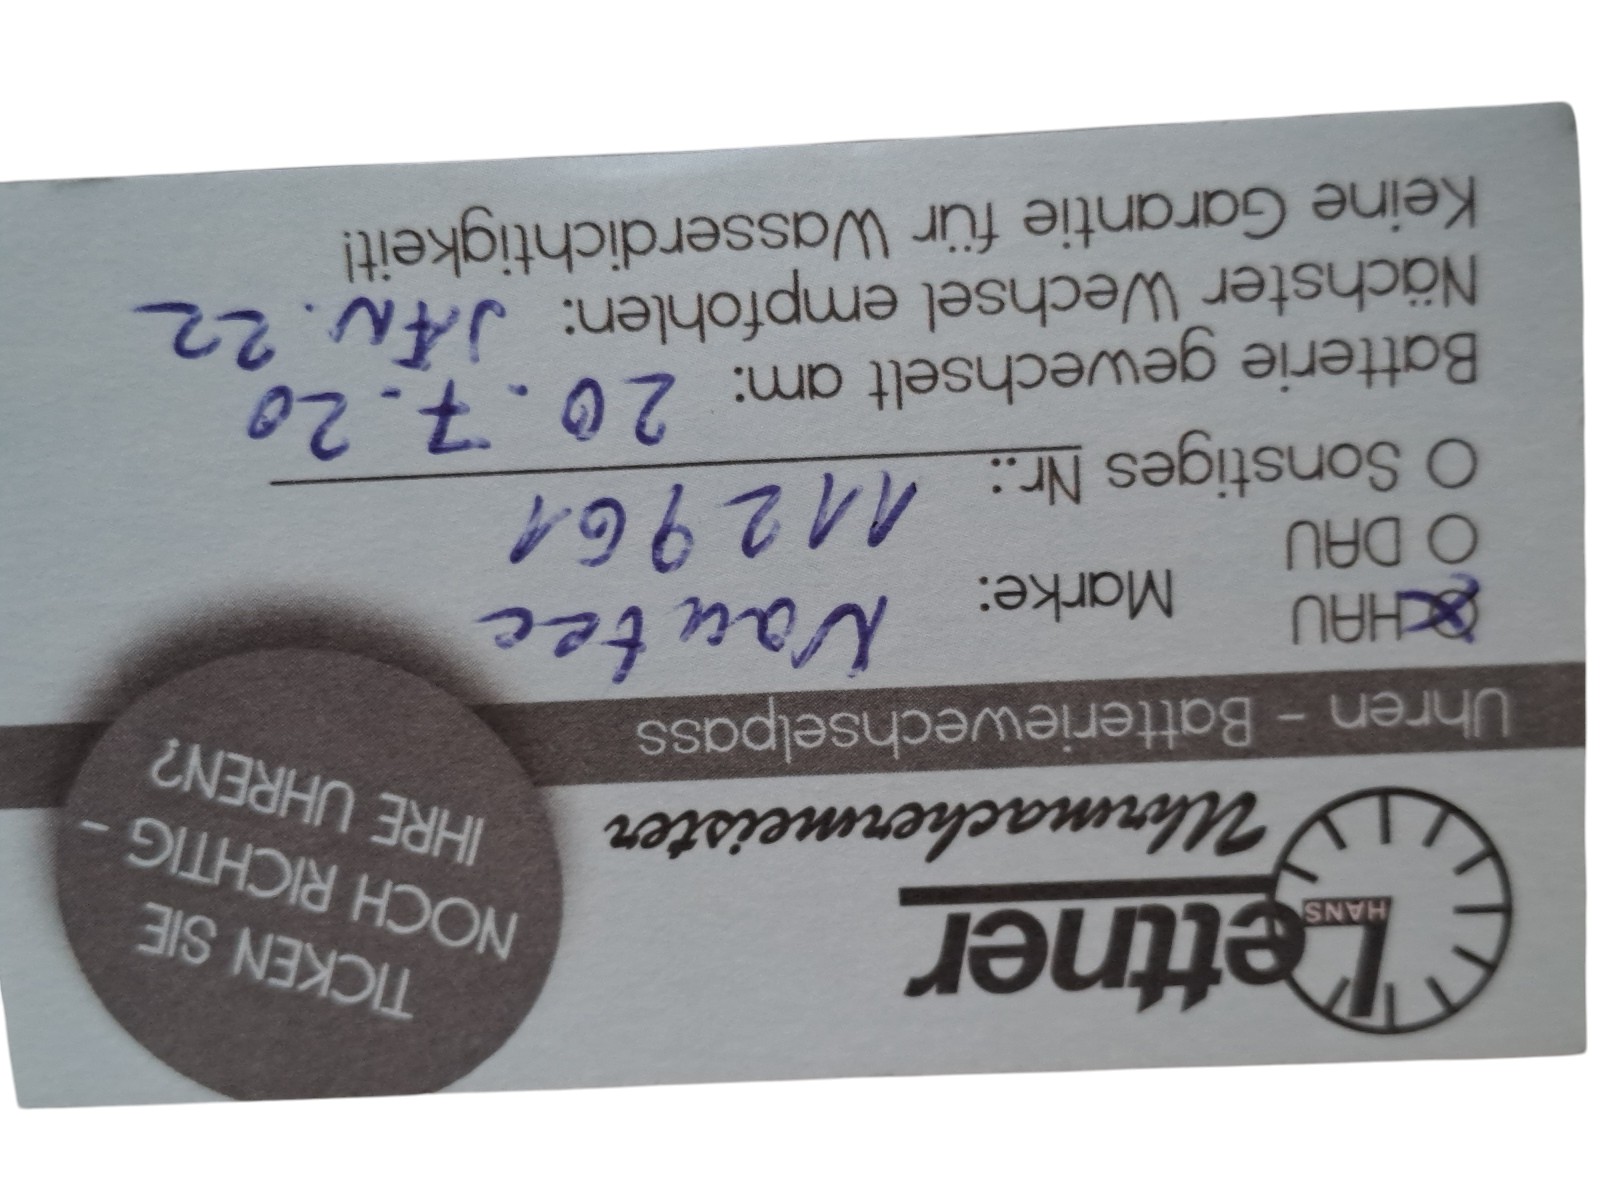 HANS
Lettner
Uhrmachermeister
TICKEN SIE
NOCH RICHTIG -
IHRE UHREN?
Uhren - Batteriewechselpass
O HAU Marke: Nautec
O DAU
O Sonstiges Nr.: 112961
Batterie gewechselt am: 20.7.20
Nächster Wechsel empfohlen: JAN. 22
Keine Garantie für Wasserdichtigkeit!